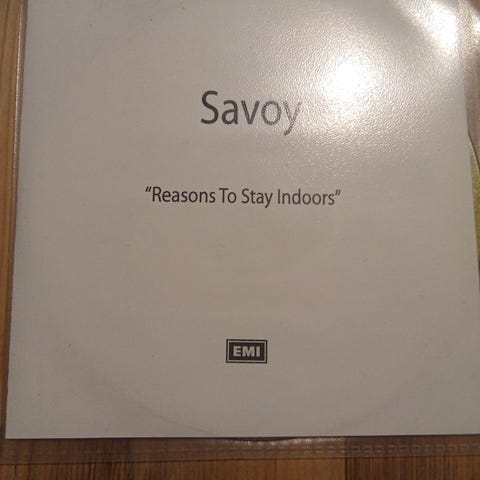 Savoy
“Reasons To Stay Indoors”
EMI